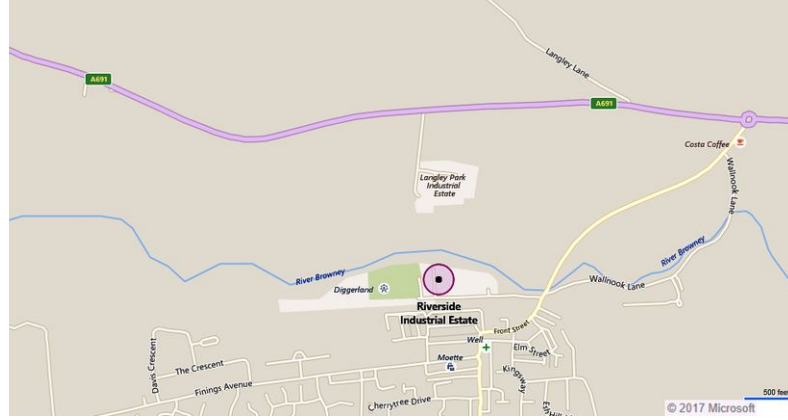 Langley Lane
A691
A691
Costa Coffee
Wallnook Lane
Langley Park
Industrial
Estate
River Browney
River Browney
Diggerland
Wallnook Lane
Riverside
Industrial Estate
Front Street
Well
Elm Street
Davis Crescent
The Crescent
Moette
Kingsway
Finings Avenue
Cherrytree Drive
500 feet
© 2017 Microsoft